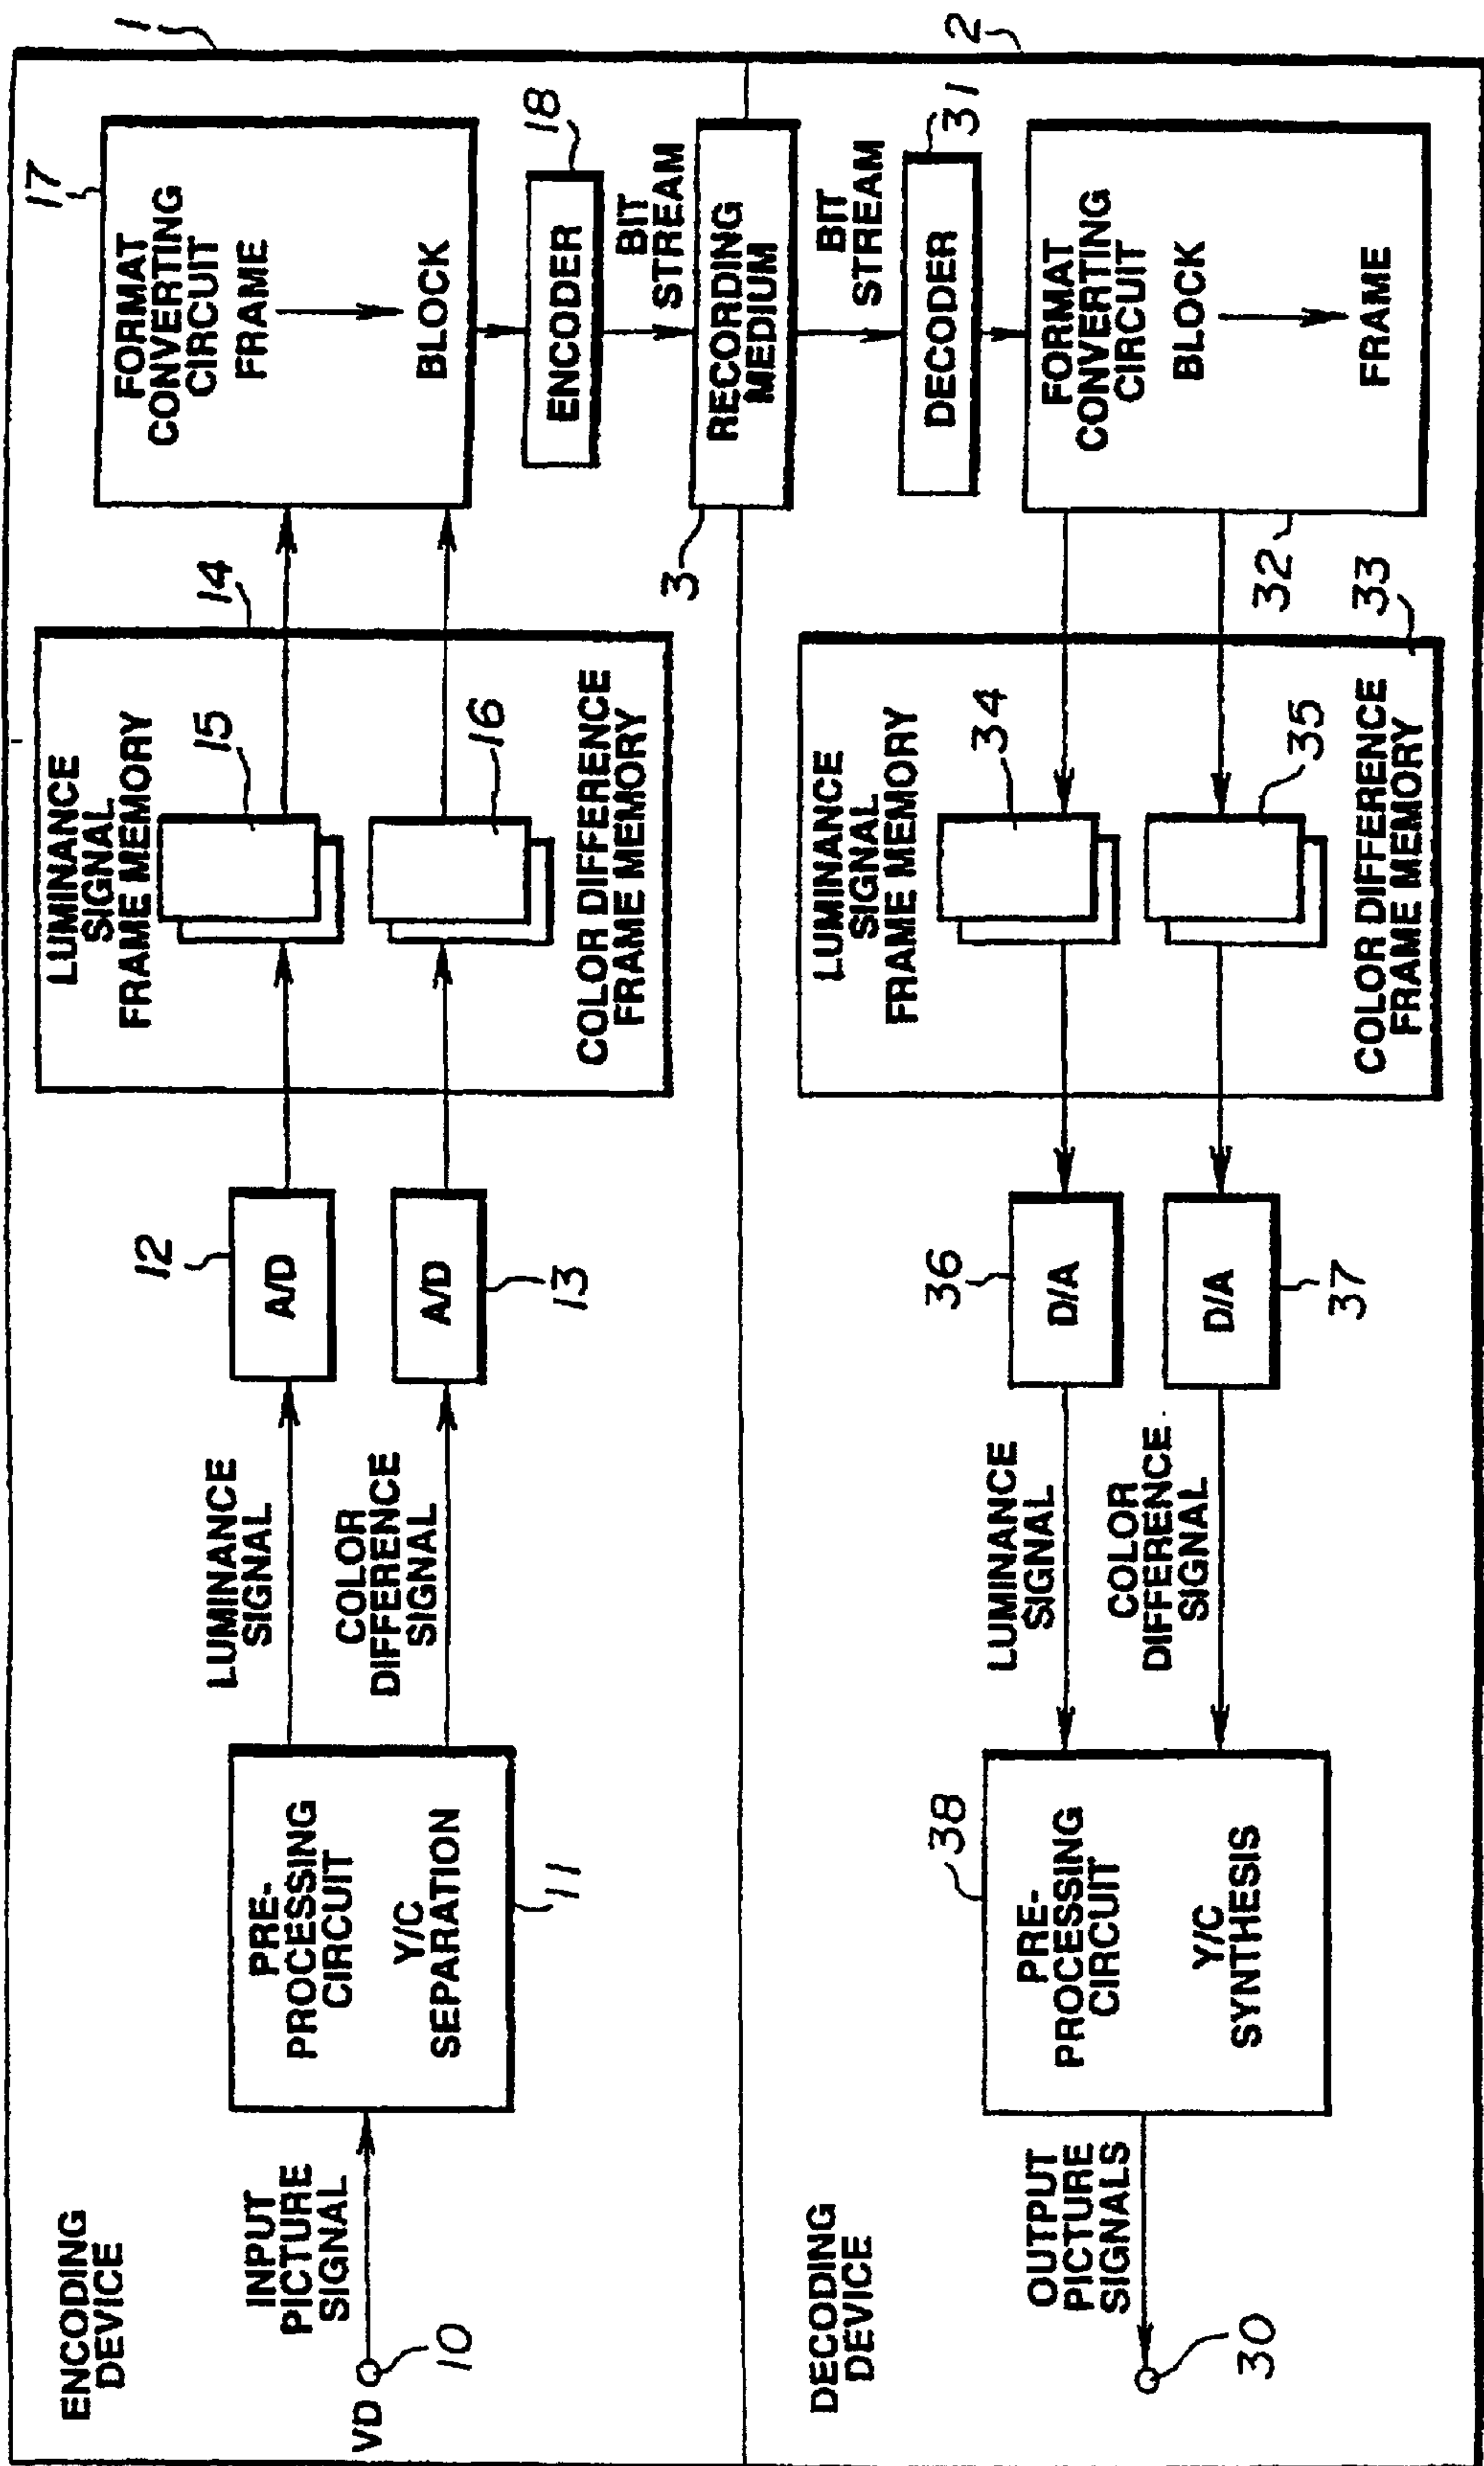 1
ENCODING
DEVICE
VD
10
INPUT
PICTURE
SIGNAL
PRE-
PROCESSING
CIRCUIT
Y/C
SEPARATION
11
LUMINANCE
SIGNAL
COLOR
DIFFERENCE
SIGNAL
12
A/D
A/D
13
14
LUMINANCE
SIGNAL
FRAME MEMORY
15
16
COLOR DIFFERENCE
FRAME MEMORY
17
FORMAT
CONVERTING
CIRCUIT
FRAME
BLOCK
18
ENCODER
BIT
STREAM
3
RECORDING
MEDIUM
2
BIT
STREAM
DECODER
31
FORMAT
CONVERTING
CIRCUIT
BLOCK
FRAME
32
33
LUMINANCE
SIGNAL
FRAME MEMORY
34
35
COLOR DIFFERENCE
FRAME MEMORY
36
D/A
D/A
37
LUMINANCE
SIGNAL
COLOR
DIFFERENCE
SIGNAL
38
PRE-
PROCESSING
CIRCUIT
Y/C
SYNTHESIS
OUTPUT
PICTURE
SIGNALS
30
DECODING
DEVICE